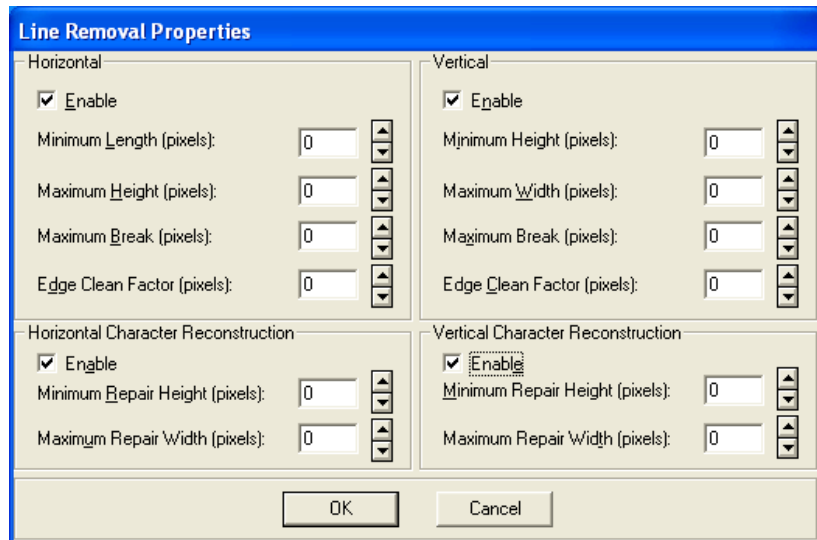 Line Removal Properties
Horizontal
Enable
Minimum Length (pixels): 0
Maximum Height (pixels): 0
Maximum Break (pixels): 0
Edge Clean Factor (pixels): 0
Vertical
Enable
Minimum Height (pixels): 0
Maximum Width (pixels): 0
Maximum Break (pixels): 0
Edge Clean Factor (pixels): 0
Horizontal Character Reconstruction
Enable
Minimum Repair Height (pixels): 0
Maximum Repair Width (pixels): 0
Vertical Character Reconstruction
Enable
Minimum Repair Height (pixels): 0
Maximum Repair Width (pixels): 0
OK
Cancel